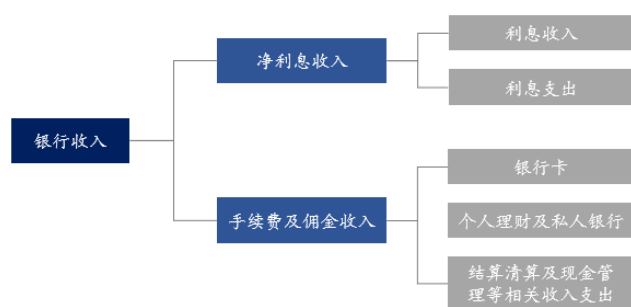 银行收入
净利息收入
利息收入
利息支出
手续费及佣金收入
银行卡
个人理财及私人银行
结算清算及现金管
理等相关收入支出